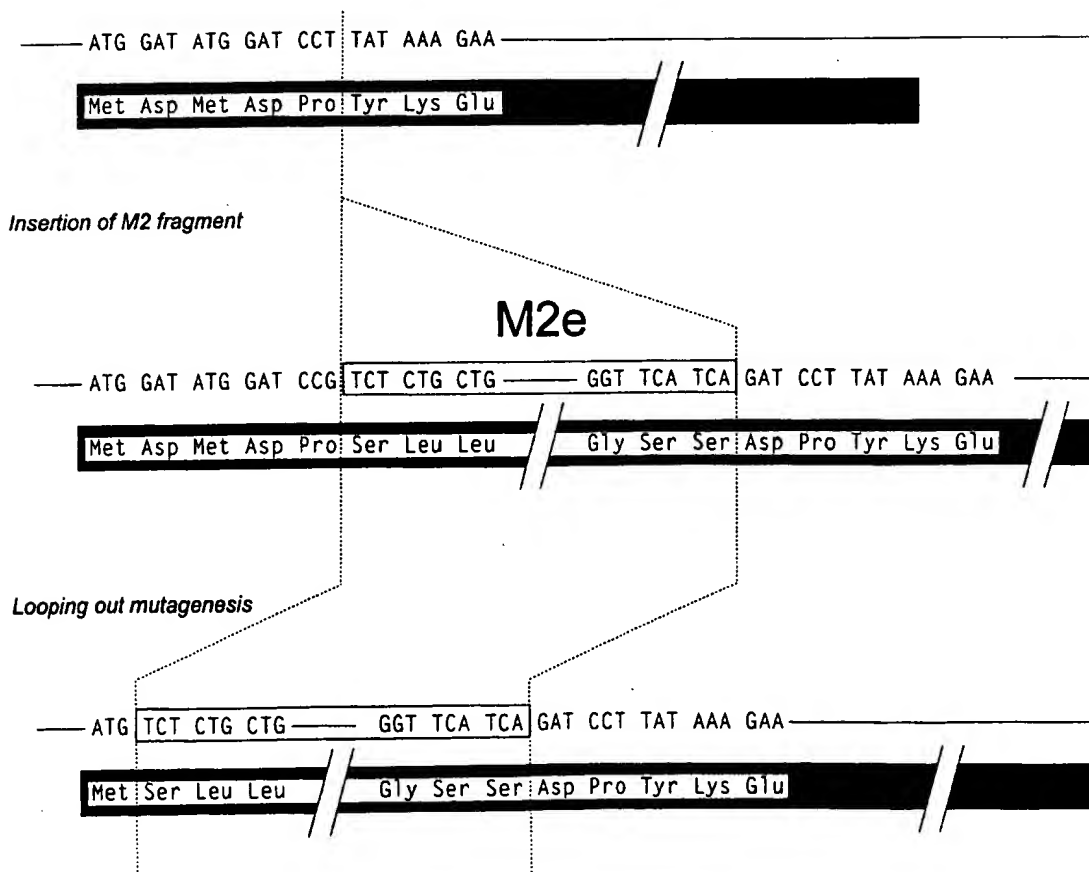 ATG GAT ATG GAT CCT TAT AAA GAA
Met Asp Met Asp Pro Tyr Lys Glu
Insertion of M2 fragment
M2e
ATG GAT ATG GAT CCG TCT CTG CTG GGT TCA TCA GAT CCT TAT AAA GAA
Met Asp Met Asp Pro Ser Leu Leu Gly Ser Ser Asp Pro Tyr Lys Glu
Looping out mutagenesis
ATG TCT CTG CTG GGT TCA TCA GAT CCT TAT AAA GAA
Met Ser Leu Leu Gly Ser Ser Asp Pro Tyr Lys Glu